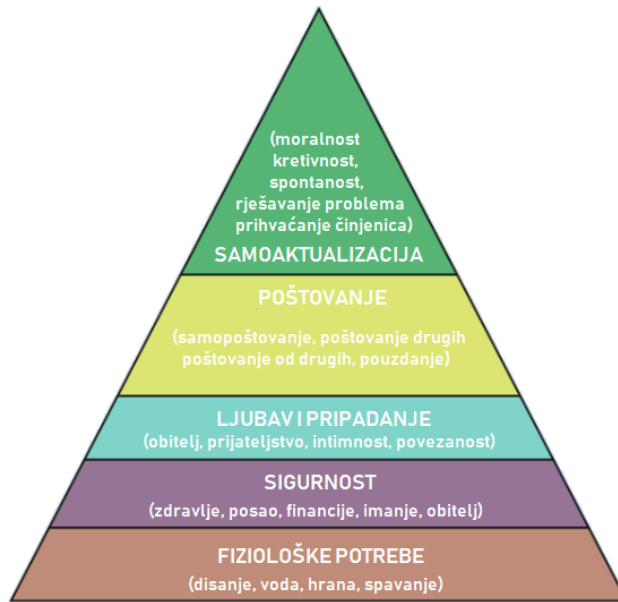 (moralnost
kretivnost,
spontanost,
rješavanje problema
prihvaćanje činjenica)
SAMOAKTUALIZACIJA
POŠTOVANJE
(samopoštovanje, poštovanje drugih
poštovanje od drugih, pouzdanje)
LJUBAV I PRIPADANJE
(obitelj, prijateljstvo, intimnost, povezanost)
SIGURNOST
(zdravlje, posao, financije, imanje, obitelj)
FIZIOLOŠKE POTREBE
(disanje, voda, hrana, spavanje)